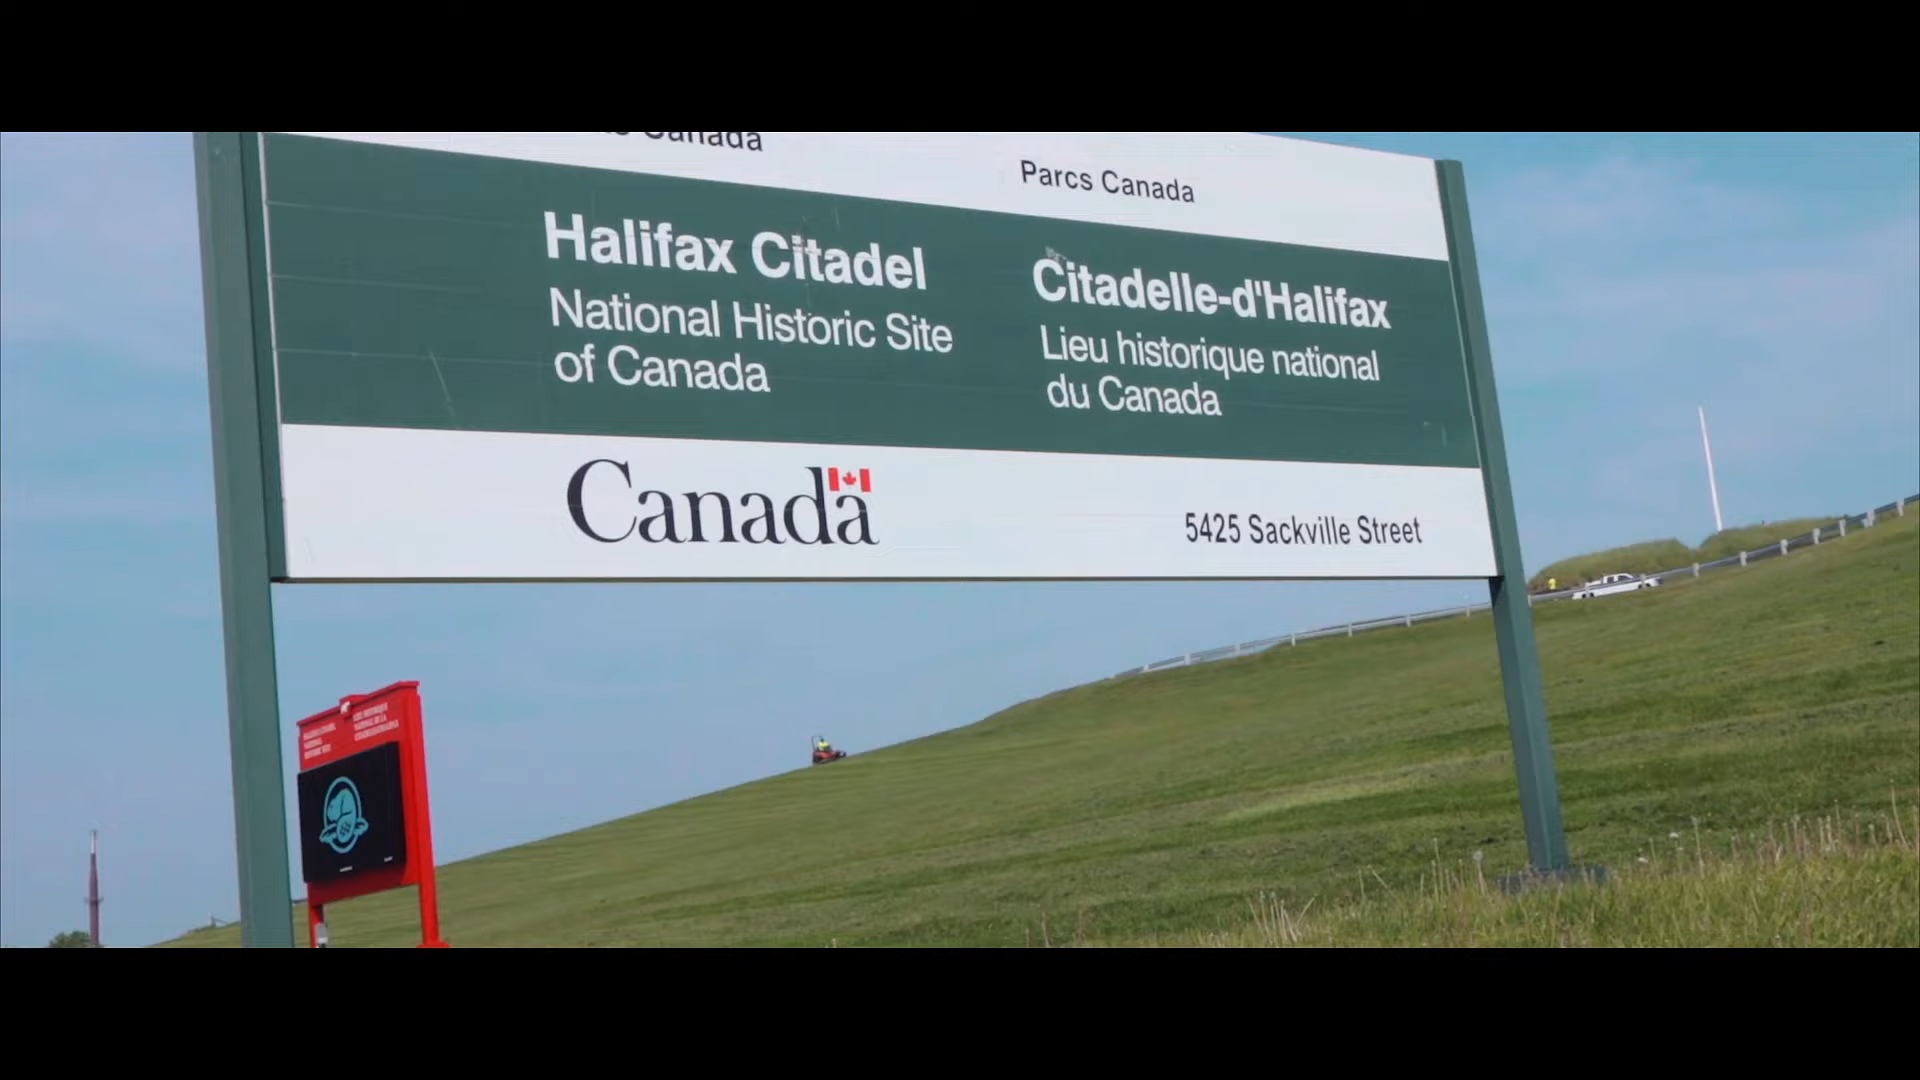 Canada
Parcs Canada
Halifax Citadel
National Historic Site
of Canada
Citadelle-d'Halifax
Lieu historique national
du Canada
Canada
5425 Sackville Street